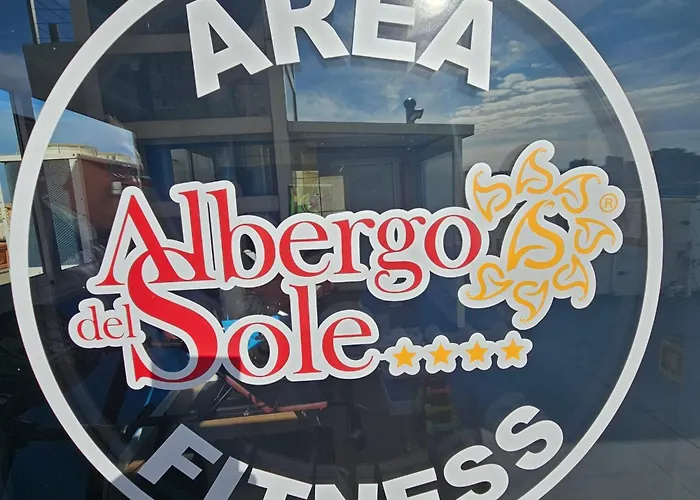 AREA
Albergo
del Sole
®
FITNESS